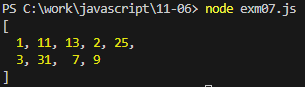 PS C:\work\javascript\11-06> node exm07.js
[
  1, 11, 13, 2, 25,
  3, 31,  7, 9
]